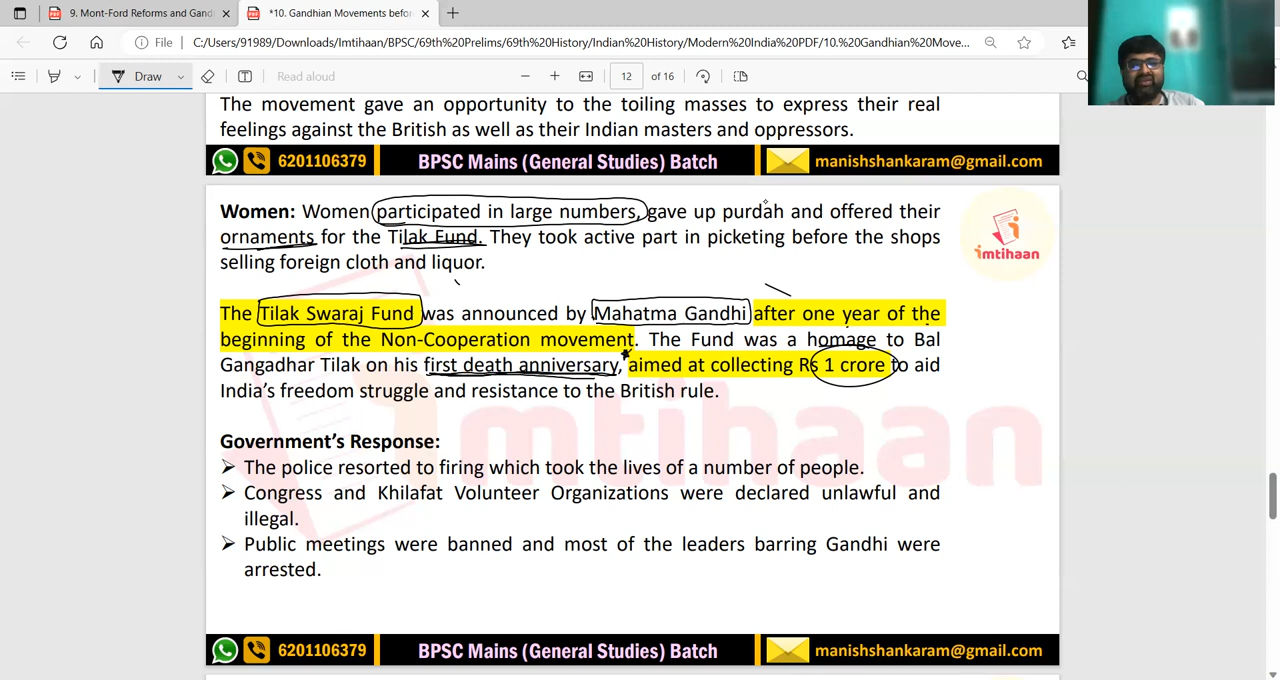 9. Mont-Ford Reforms and Gand
*10. Gandhian Movements befor
File C:/Users/91989/Downloads/Imtihaan/BPSC/69th%20Prelims/69th%20History/Indian%20History/Modern%20India%20PDF/10.%20Gandhian%20Move...
Draw Read aloud 12 of 16
The movement gave an opportunity to the toiling masses to express their real
feelings against the British as well as their Indian masters and oppressors.
6201106379 BPSC Mains (General Studies) Batch manishshankaram@gmail.com
Women: Women participated in large numbers, gave up purdah and offered their
ornaments for the Tilak Fund. They took active part in picketing before the shops
selling foreign cloth and liquor.
imtihaan
The Tilak Swaraj Fund was announced by Mahatma Gandhi after one year of the
beginning of the Non-Cooperation movement. The Fund was a homage to Bal
Gangadhar Tilak on his first death anniversary, aimed at collecting Rs 1 crore to aid
India's freedom struggle and resistance to the British rule.
imtihaan
Government's Response:
➢ The police resorted to firing which took the lives of a number of people.
➢ Congress and Khilafat Volunteer Organizations were declared unlawful and
illegal.
➢ Public meetings were banned and most of the leaders barring Gandhi were
arrested.
6201106379 BPSC Mains (General Studies) Batch manishshankaram@gmail.com